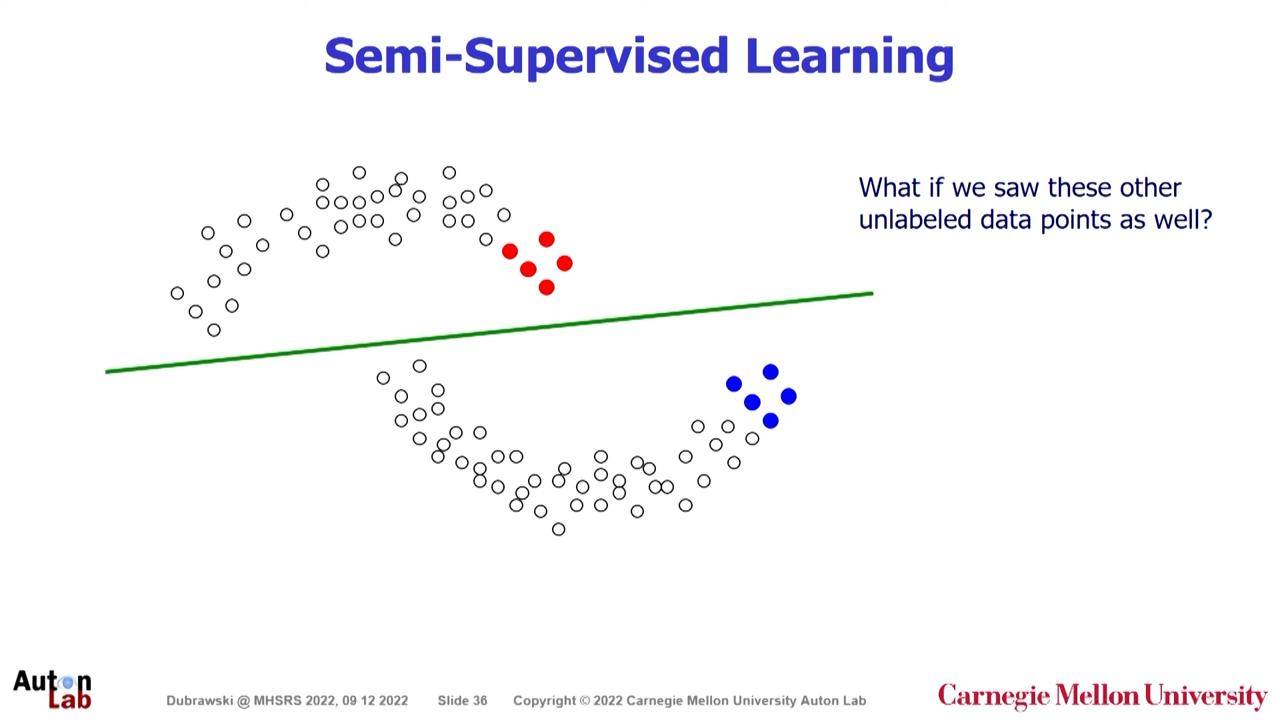 Semi-Supervised Learning
What if we saw these other
unlabeled data points as well?
Auton
Lab
Dubrawski @ MHSRS 2022, 09 12 2022 Slide 36 Copyright © 2022 Carnegie Mellon University Auton Lab
Carnegie Mellon University